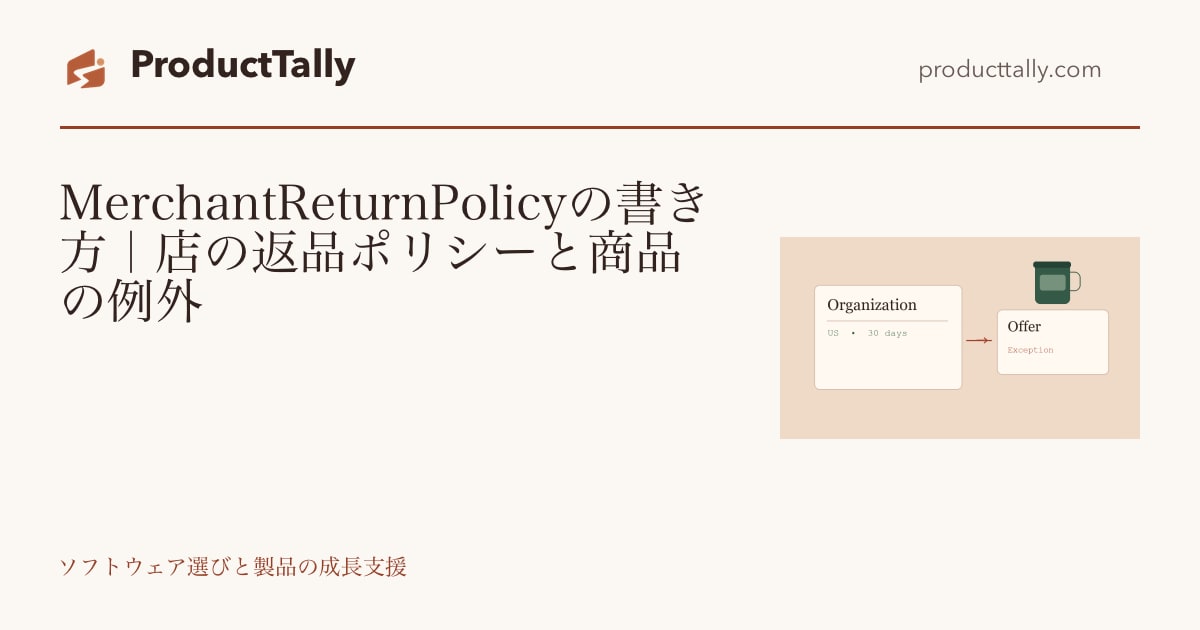 ProductTally
producttally.com
MerchantReturnPolicyの書き
方｜店の返品ポリシーと商品
の例外
Organization
US • 30 days
Offer
Exception
ソフトウェア選びと製品の成長支援